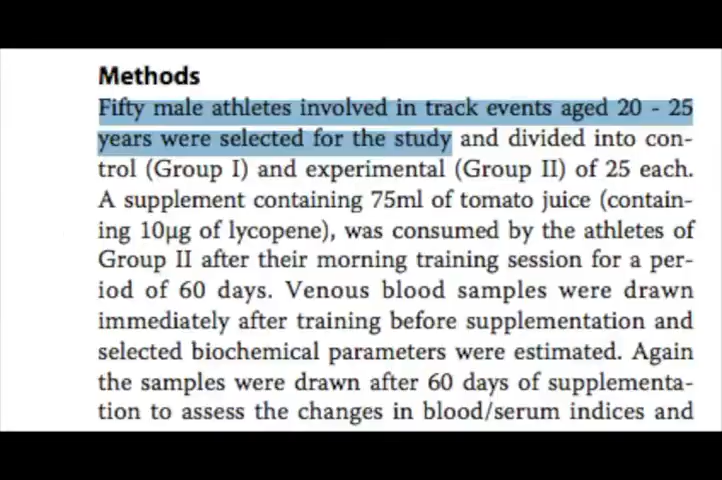 Methods
Fifty male athletes involved in track events aged 20 - 25
years were selected for the study and divided into con-
trol (Group I) and experimental (Group II) of 25 each.
A supplement containing 75ml of tomato juice (contain-
ing 10μg of lycopene), was consumed by the athletes of
Group II after their morning training session for a per-
iod of 60 days. Venous blood samples were drawn
immediately after training before supplementation and
selected biochemical parameters were estimated. Again
the samples were drawn after 60 days of supplementa-
tion to assess the changes in blood/serum indices and